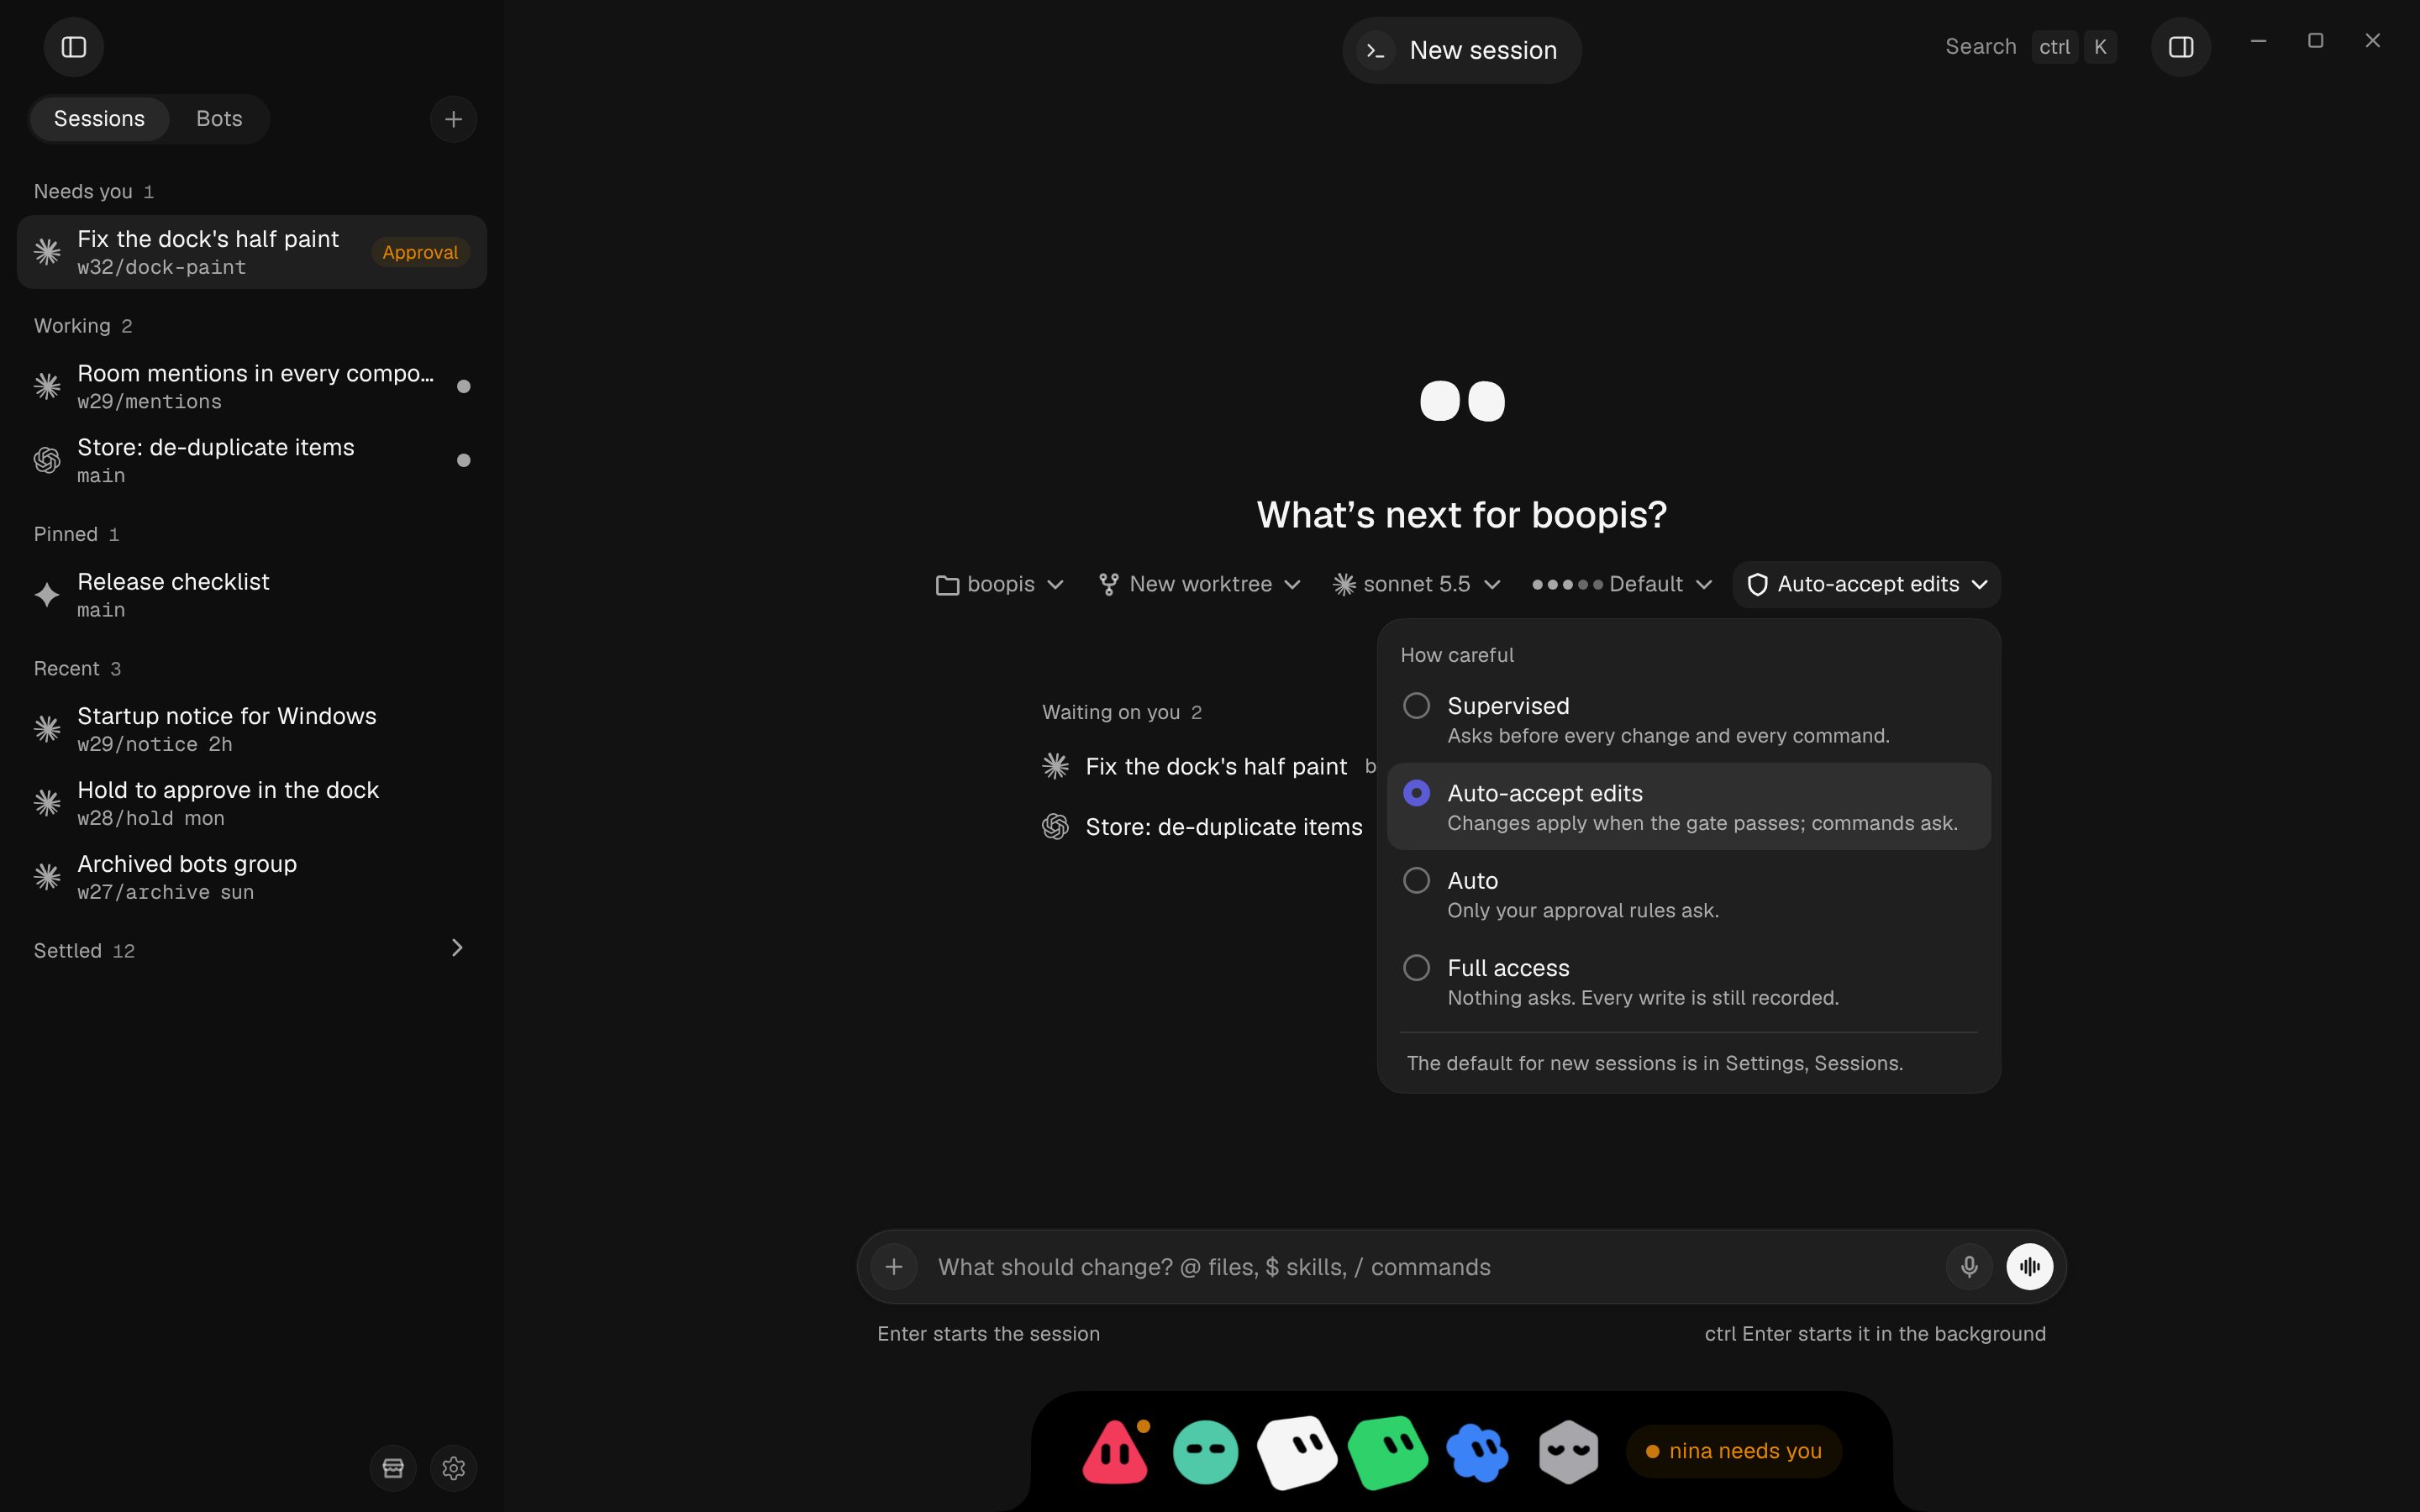 New session
Search ctrl K
Sessions Bots
Needs you 1
Fix the dock's half paint
w32/dock-paint
Approval
Working 2
Room mentions in every compo...
w29/mentions
Store: de-duplicate items
main
Pinned 1
Release checklist
main
Recent 3
Startup notice for Windows
w29/notice 2h
Hold to approve in the dock
w28/hold mon
Archived bots group
w27/archive sun
Settled 12
What's next for boopis?
boopis New worktree sonnet 5.5 Default Auto-accept edits
Waiting on you 2
Fix the dock's half paint b
Store: de-duplicate items
How careful
Supervised
Asks before every change and every command.
Auto-accept edits
Changes apply when the gate passes; commands ask.
Auto
Only your approval rules ask.
Full access
Nothing asks. Every write is still recorded.
The default for new sessions is in Settings, Sessions.
What should change? @ files, $ skills, / commands
Enter starts the session
ctrl Enter starts it in the background
nina needs you